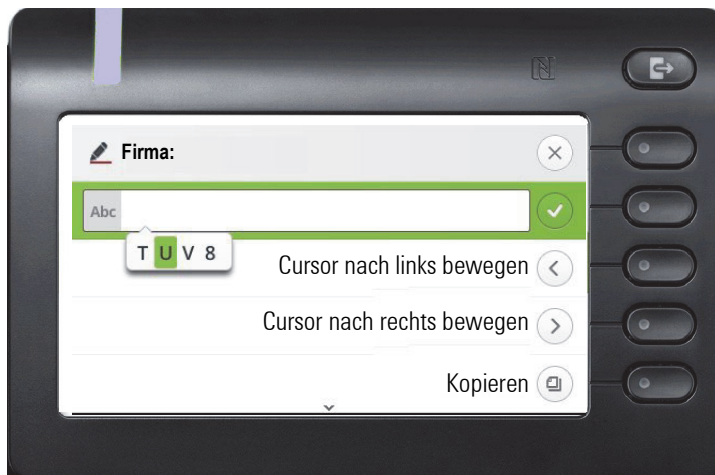 Firma:
Abc
T U V 8
Cursor nach links bewegen
Cursor nach rechts bewegen
Kopieren